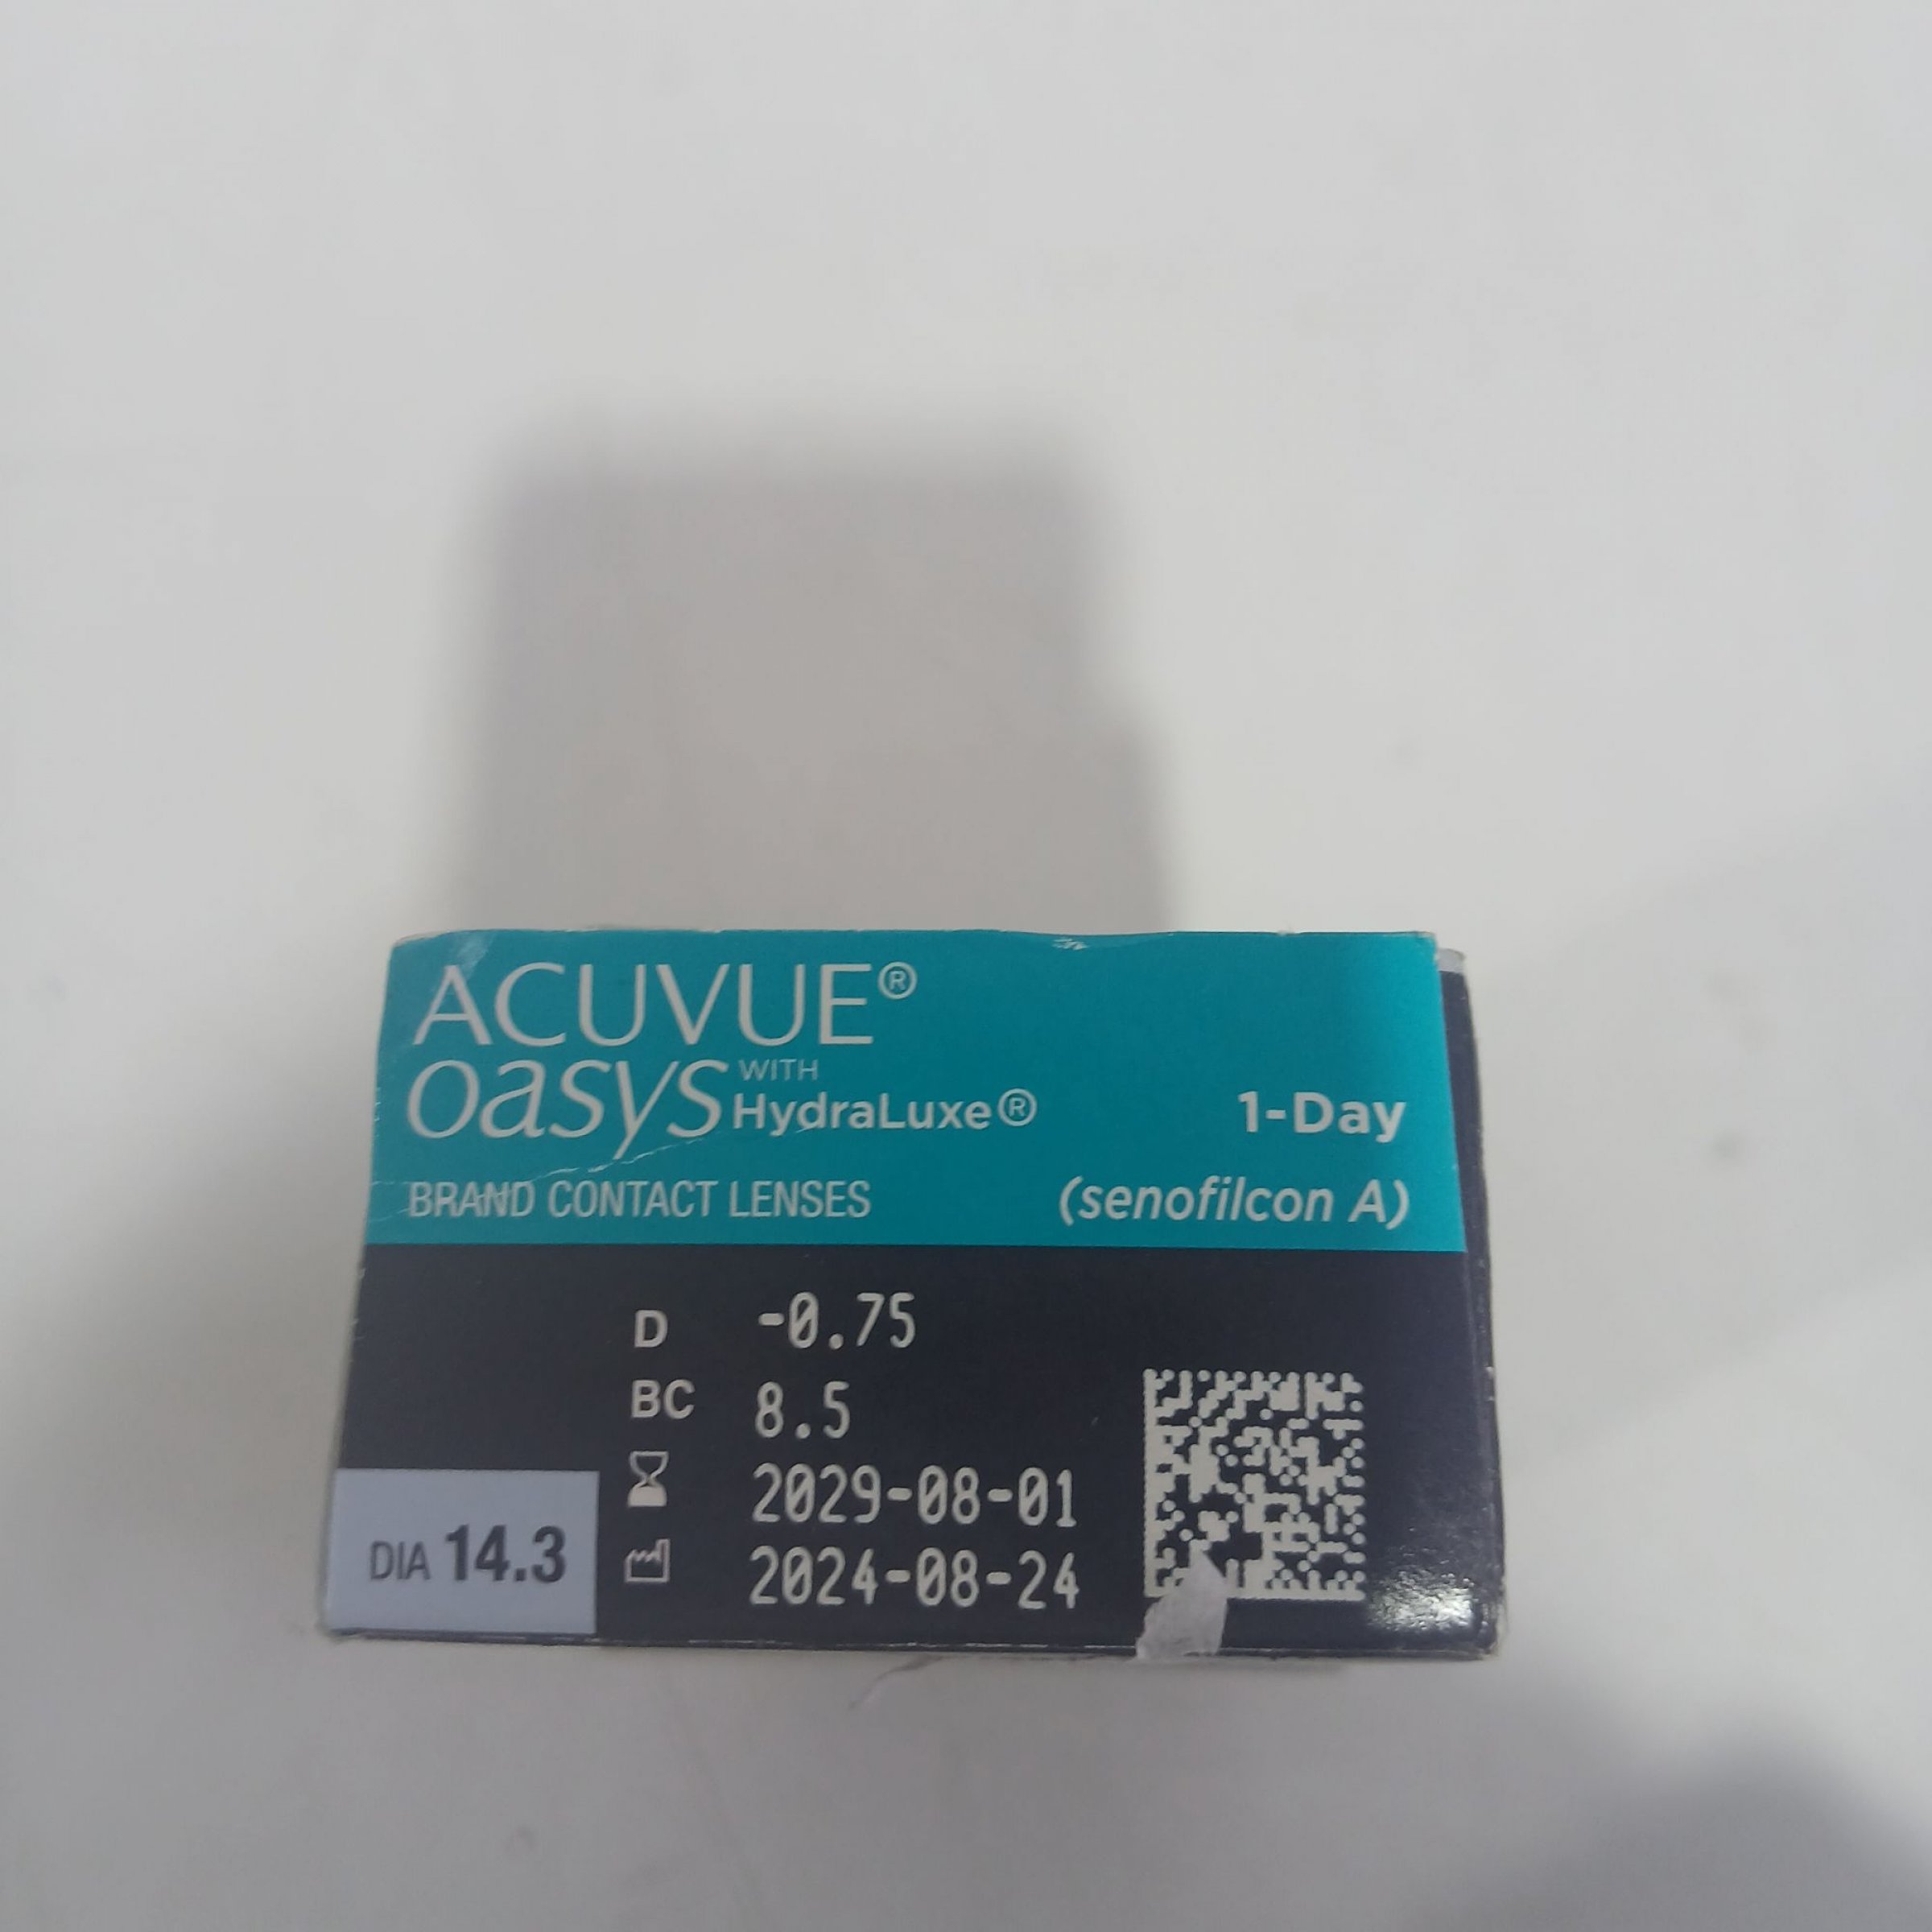 ACUVUE®
oasys WITH HydraLuxe® 1-Day
BRAND CONTACT LENSES (senofilcon A)
D -0.75
BC 8.5
2029-08-01
2024-08-24
DIA 14.3